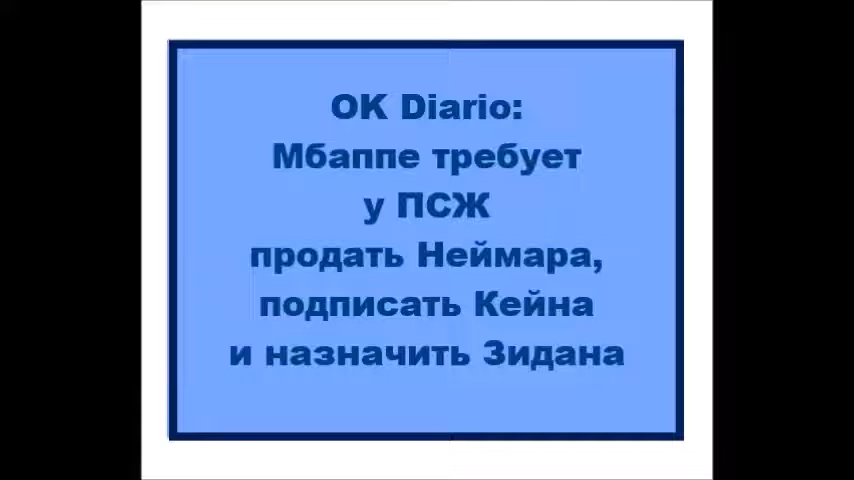 OK Diario:
Мбаппе требует
у ПСЖ
продать Неймара,
подписать Кейна
и назначить Зидана